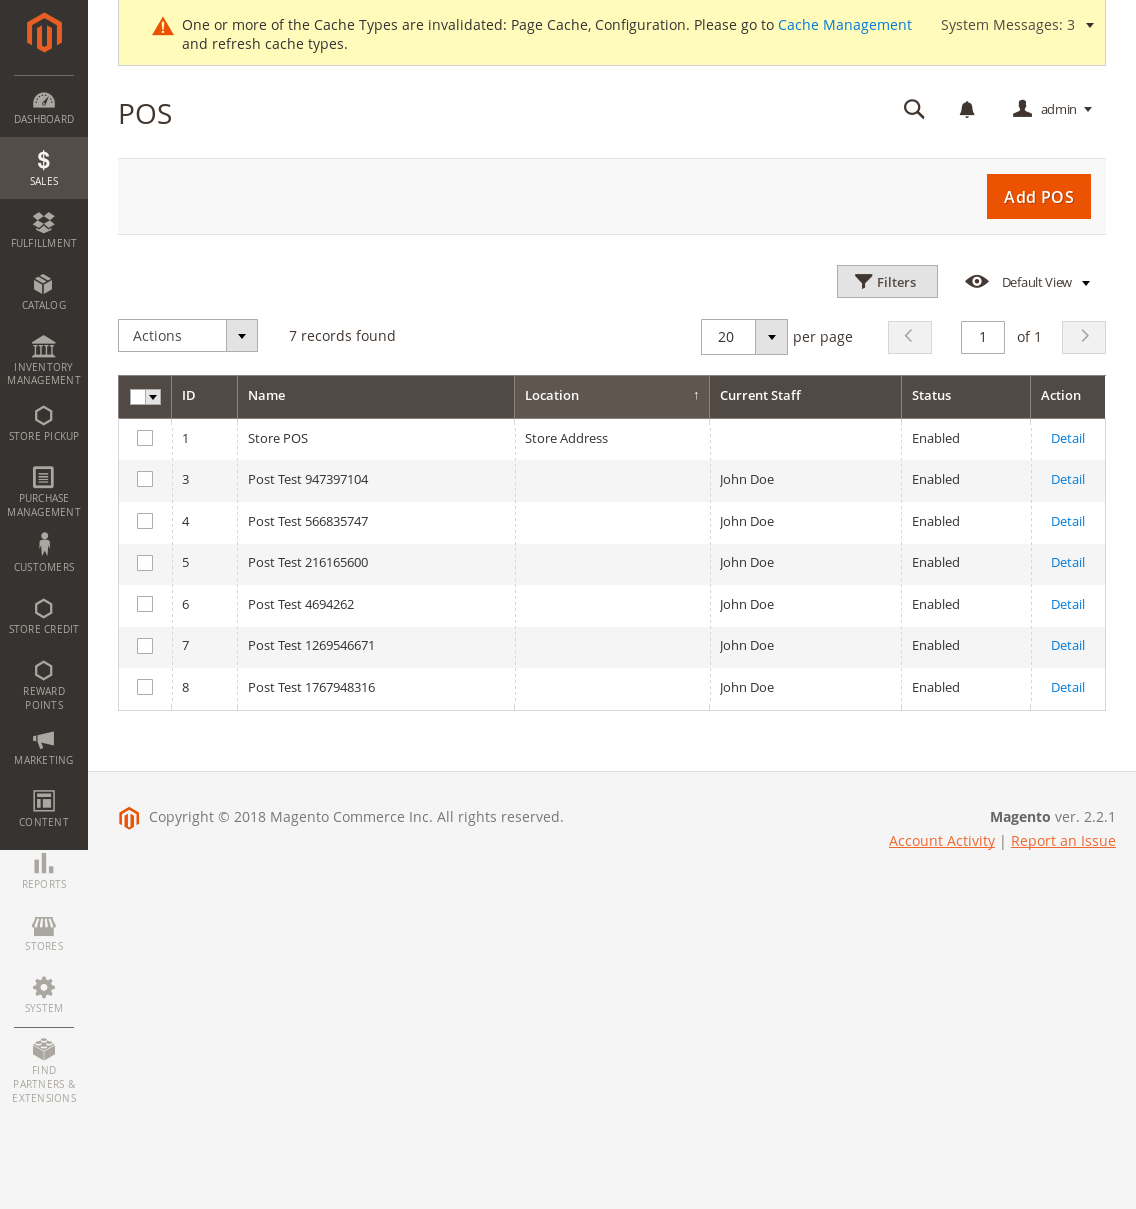 One or more of the Cache Types are invalidated: Page Cache, Configuration. Please go to Cache Management
and refresh cache types.
System Messages: 3
DASHBOARD
SALES
FULFILLMENT
CATALOG
INVENTORY
MANAGEMENT
STORE PICKUP
PURCHASE
MANAGEMENT
CUSTOMERS
STORE CREDIT
REWARD
POINTS
MARKETING
CONTENT
REPORTS
STORES
SYSTEM
FIND
PARTNERS &
EXTENSIONS
POS
admin
Add POS
Filters
Default View
Actions
7 records found
20
per page
1
of 1
ID Name Location ↑ Current Staff Status Action
1 Store POS Store Address Enabled Detail
3 Post Test 947397104 John Doe Enabled Detail
4 Post Test 566835747 John Doe Enabled Detail
5 Post Test 216165600 John Doe Enabled Detail
6 Post Test 4694262 John Doe Enabled Detail
7 Post Test 1269546671 John Doe Enabled Detail
8 Post Test 1767948316 John Doe Enabled Detail
Copyright © 2018 Magento Commerce Inc. All rights reserved.
Magento ver. 2.2.1
Account Activity | Report an Issue